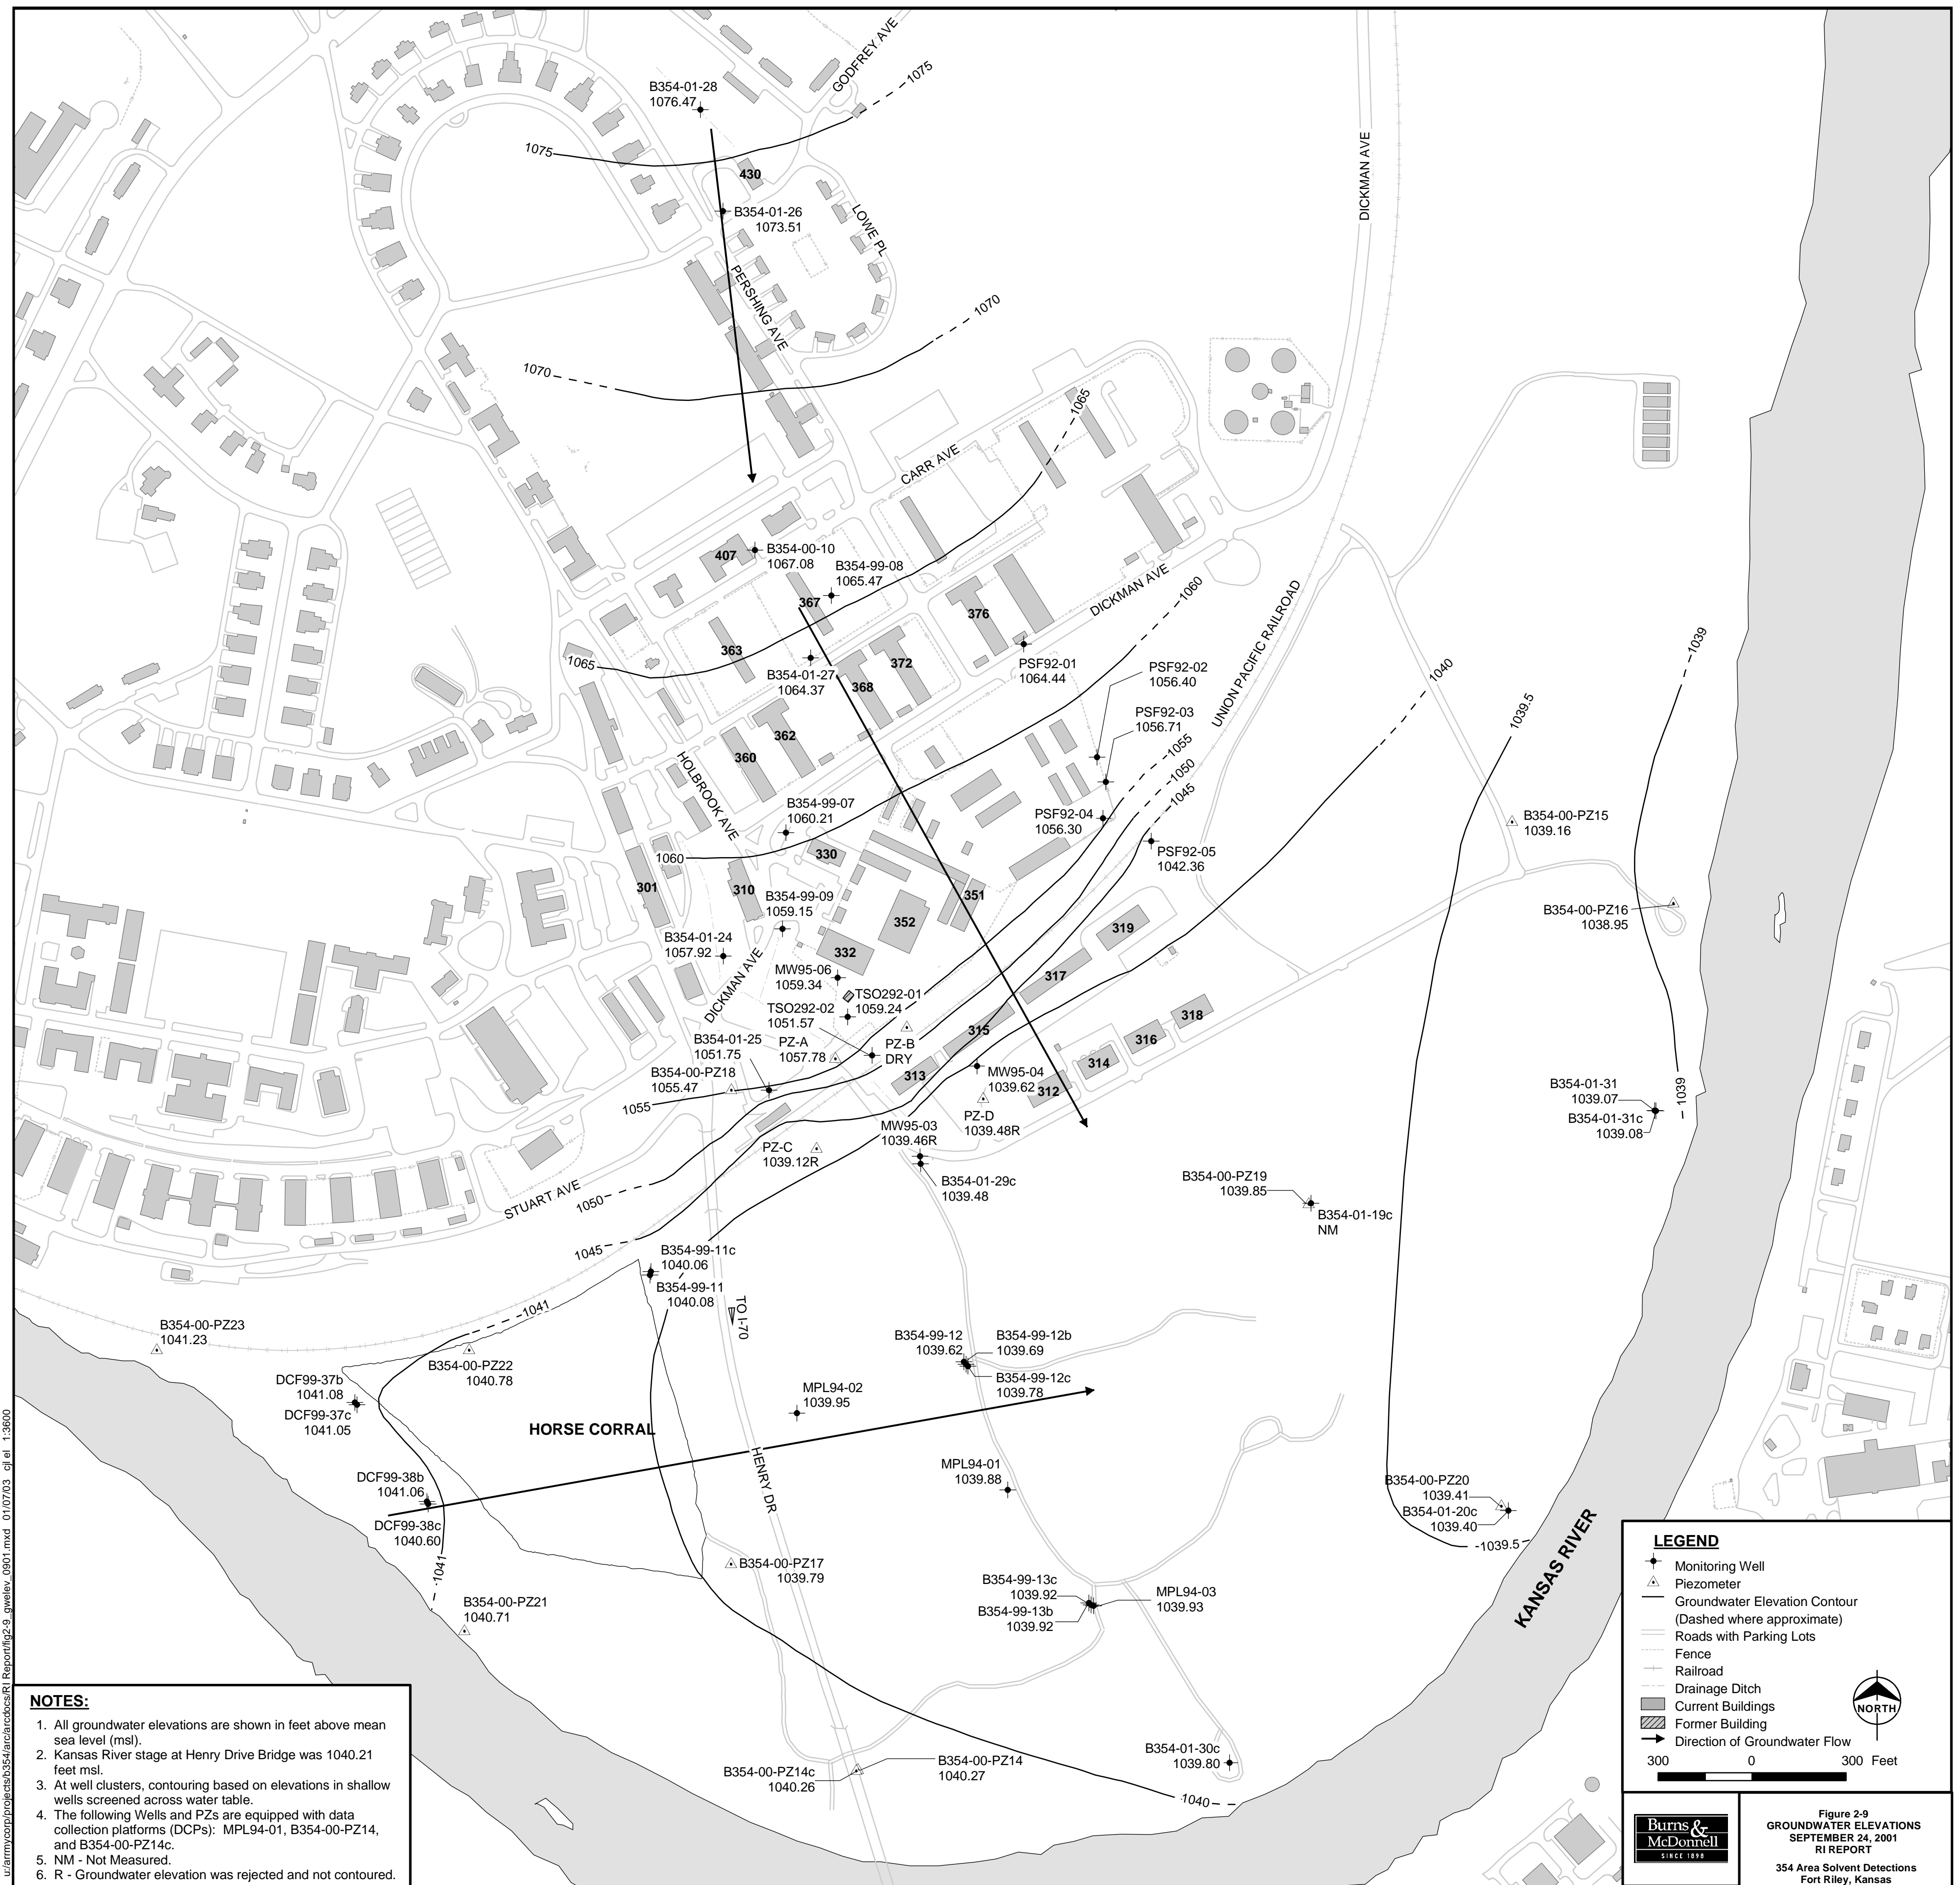 GODFREY AVE
1075
B354-01-28
1076.47
1075
430
DICKMAN AVE
B354-01-26
1073.51
LOWE PL
PERSHING AVE
1070
1070
1065
CARR AVE
407
B354-00-10
1067.08
B354-99-08
1065.47
367
DICKMAN AVE
1060
376
UNION PACIFIC RAILROAD
363
372
1065
B354-01-27
1064.37
368
PSF92-01
1064.44
PSF92-02
1056.40
1040
1039
1039.5
PSF92-03
1056.71
362
360
HOLBROOK AVE
1055
1050
1045
B354-99-07
1060.21
PSF92-04
1056.30
B354-00-PZ15
1039.16
1060
330
PSF92-05
1042.36
301
310
351
B354-99-09
1059.15
352
319
B354-00-PZ16
1038.95
B354-01-24
1057.92
332
DICKMAN AVE
MW95-06
1059.34
317
TSO292-01
1059.24
TSO292-02
1051.57
318
315
316
B354-01-25
1051.75
PZ-A
1057.78
PZ-B
DRY
314
B354-00-PZ18
1055.47
313
MW95-04
1039.62
312
B354-01-31
1039.07
1039
B354-01-31c
1039.08
1055
PZ-D
1039.48R
MW95-03
1039.46R
PZ-C
1039.12R
B354-01-29c
1039.48
B354-00-PZ19
1039.85
STUART AVE
1050
B354-01-19c
NM
1045
B354-99-11c
1040.06
B354-99-11
1040.08
TO I-70
1041
B354-00-PZ23
1041.23
B354-99-12
1039.62
B354-99-12b
1039.69
B354-00-PZ22
1040.78
B354-99-12c
1039.78
DCF99-37b
1041.08
MPL94-02
1039.95
DCF99-37c
1041.05
HORSE CORRAL
HENRY DR
MPL94-01
1039.88
DCF99-38b
1041.06
B354-00-PZ20
1039.41
B354-01-20c
1039.40
DCF99-38c
1040.60
1039.5
KANSAS RIVER
1041
B354-00-PZ17
1039.79
B354-00-PZ21
1040.71
B354-99-13c
1039.92
MPL94-03
1039.93
B354-99-13b
1039.92
B354-00-PZ14
1040.27
B354-00-PZ14c
1040.26
B354-01-30c
1039.80
1040
u:/armycorp/projects/b354/arc/arcdocs/RI Report/fig2-9_gwelev_0901.mxd 01/07/03 cjl el 1:3600
NOTES:
1. All groundwater elevations are shown in feet above mean
sea level (msl).
2. Kansas River stage at Henry Drive Bridge was 1040.21
feet msl.
3. At well clusters, contouring based on elevations in shallow
wells screened across water table.
4. The following Wells and PZs are equipped with data
collection platforms (DCPs): MPL94-01, B354-00-PZ14,
and B354-00-PZ14c.
5. NM - Not Measured.
6. R - Groundwater elevation was rejected and not contoured.
LEGEND
Monitoring Well
Piezometer
Groundwater Elevation Contour
(Dashed where approximate)
Roads with Parking Lots
Fence
Railroad
Drainage Ditch
Current Buildings
Former Building
Direction of Groundwater Flow
NORTH
300 0 300 Feet
Burns &
McDonnell
SINCE 1898
Figure 2-9
GROUNDWATER ELEVATIONS
SEPTEMBER 24, 2001
RI REPORT
354 Area Solvent Detections
Fort Riley, Kansas